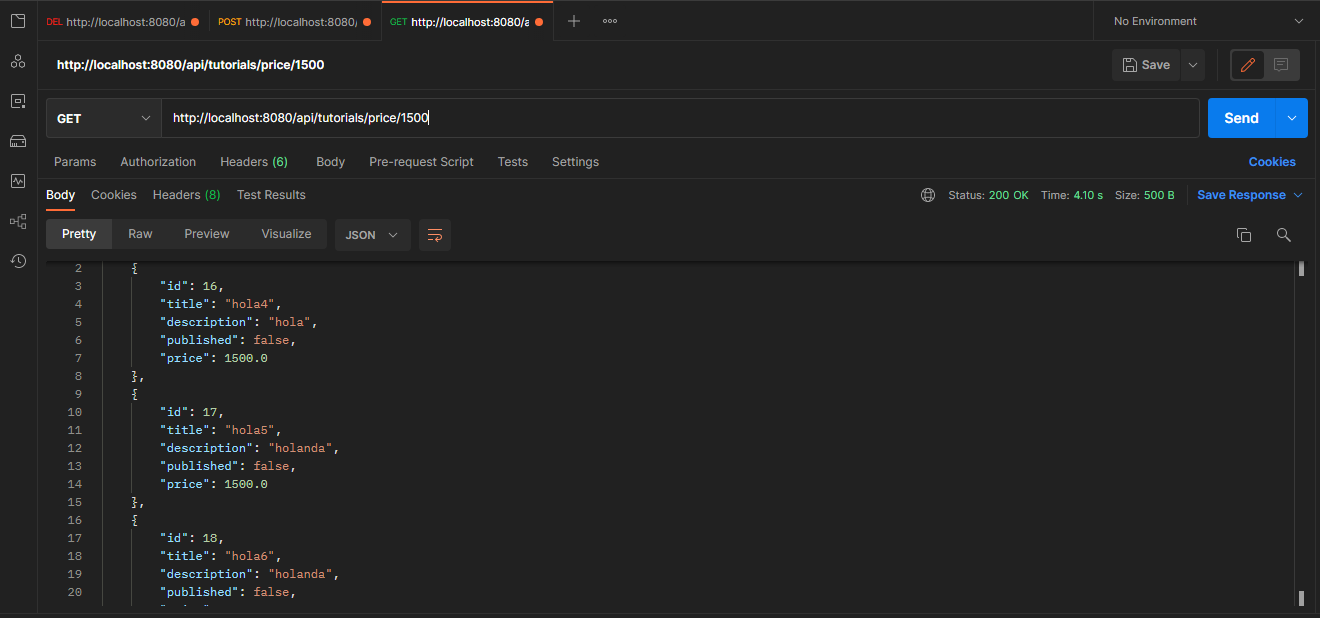 DEL http://localhost:8080/a POST http://localhost:8080/ GET http://localhost:8080/a No Environment
http://localhost:8080/api/tutorials/price/1500 Save
GET http://localhost:8080/api/tutorials/price/1500 Send
Params Authorization Headers (6) Body Pre-request Script Tests Settings Cookies
Body Cookies Headers (8) Test Results Status: 200 OK Time: 4.10 s Size: 500 B Save Response
Pretty Raw Preview Visualize JSON
2 {
3 "id": 16,
4 "title": "hola4",
5 "description": "hola",
6 "published": false,
7 "price": 1500.0
8 },
9 {
10 "id": 17,
11 "title": "hola5",
12 "description": "holanda",
13 "published": false,
14 "price": 1500.0
15 },
16 {
17 "id": 18,
18 "title": "hola6",
19 "description": "holanda",
20 "published": false,